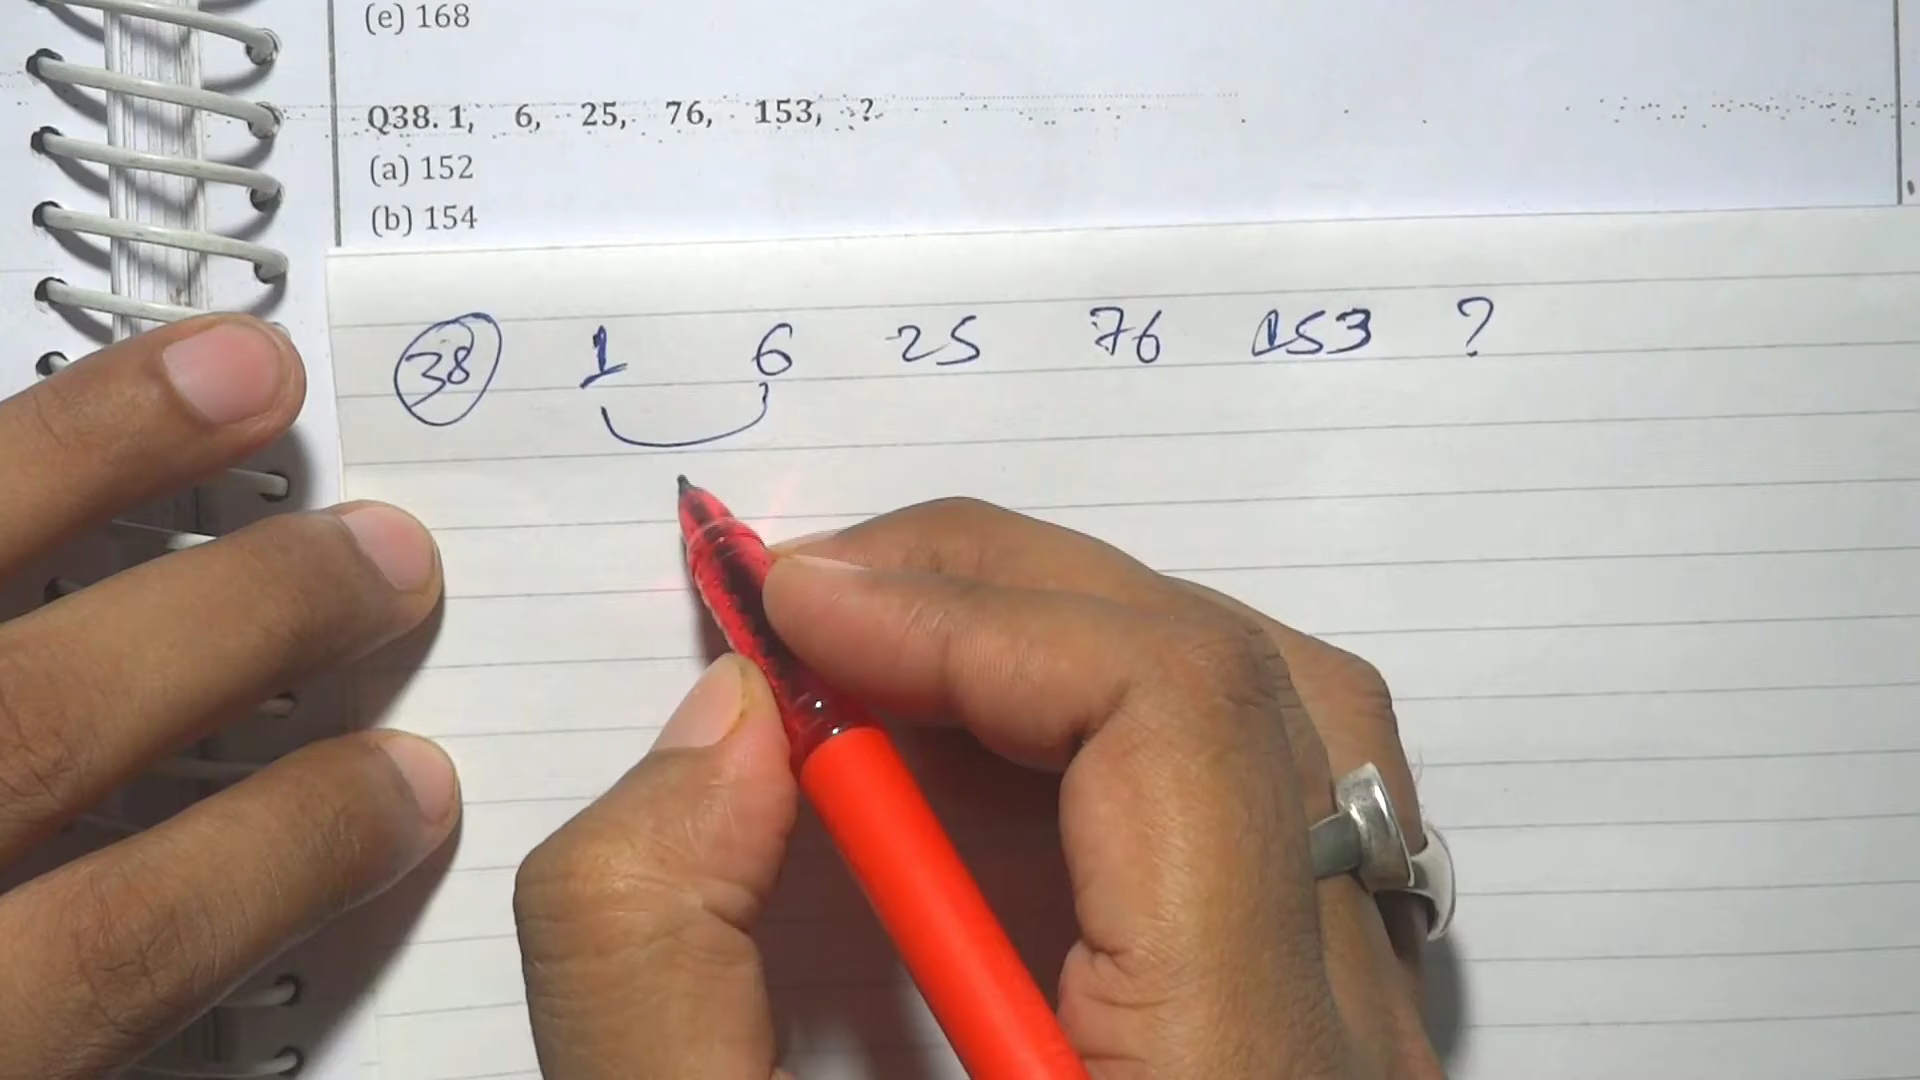 (e) 168
Q38. 1, 6, 25, 76, 153, ?
(a) 152
(b) 154
38 1 6 25 76 153 ?